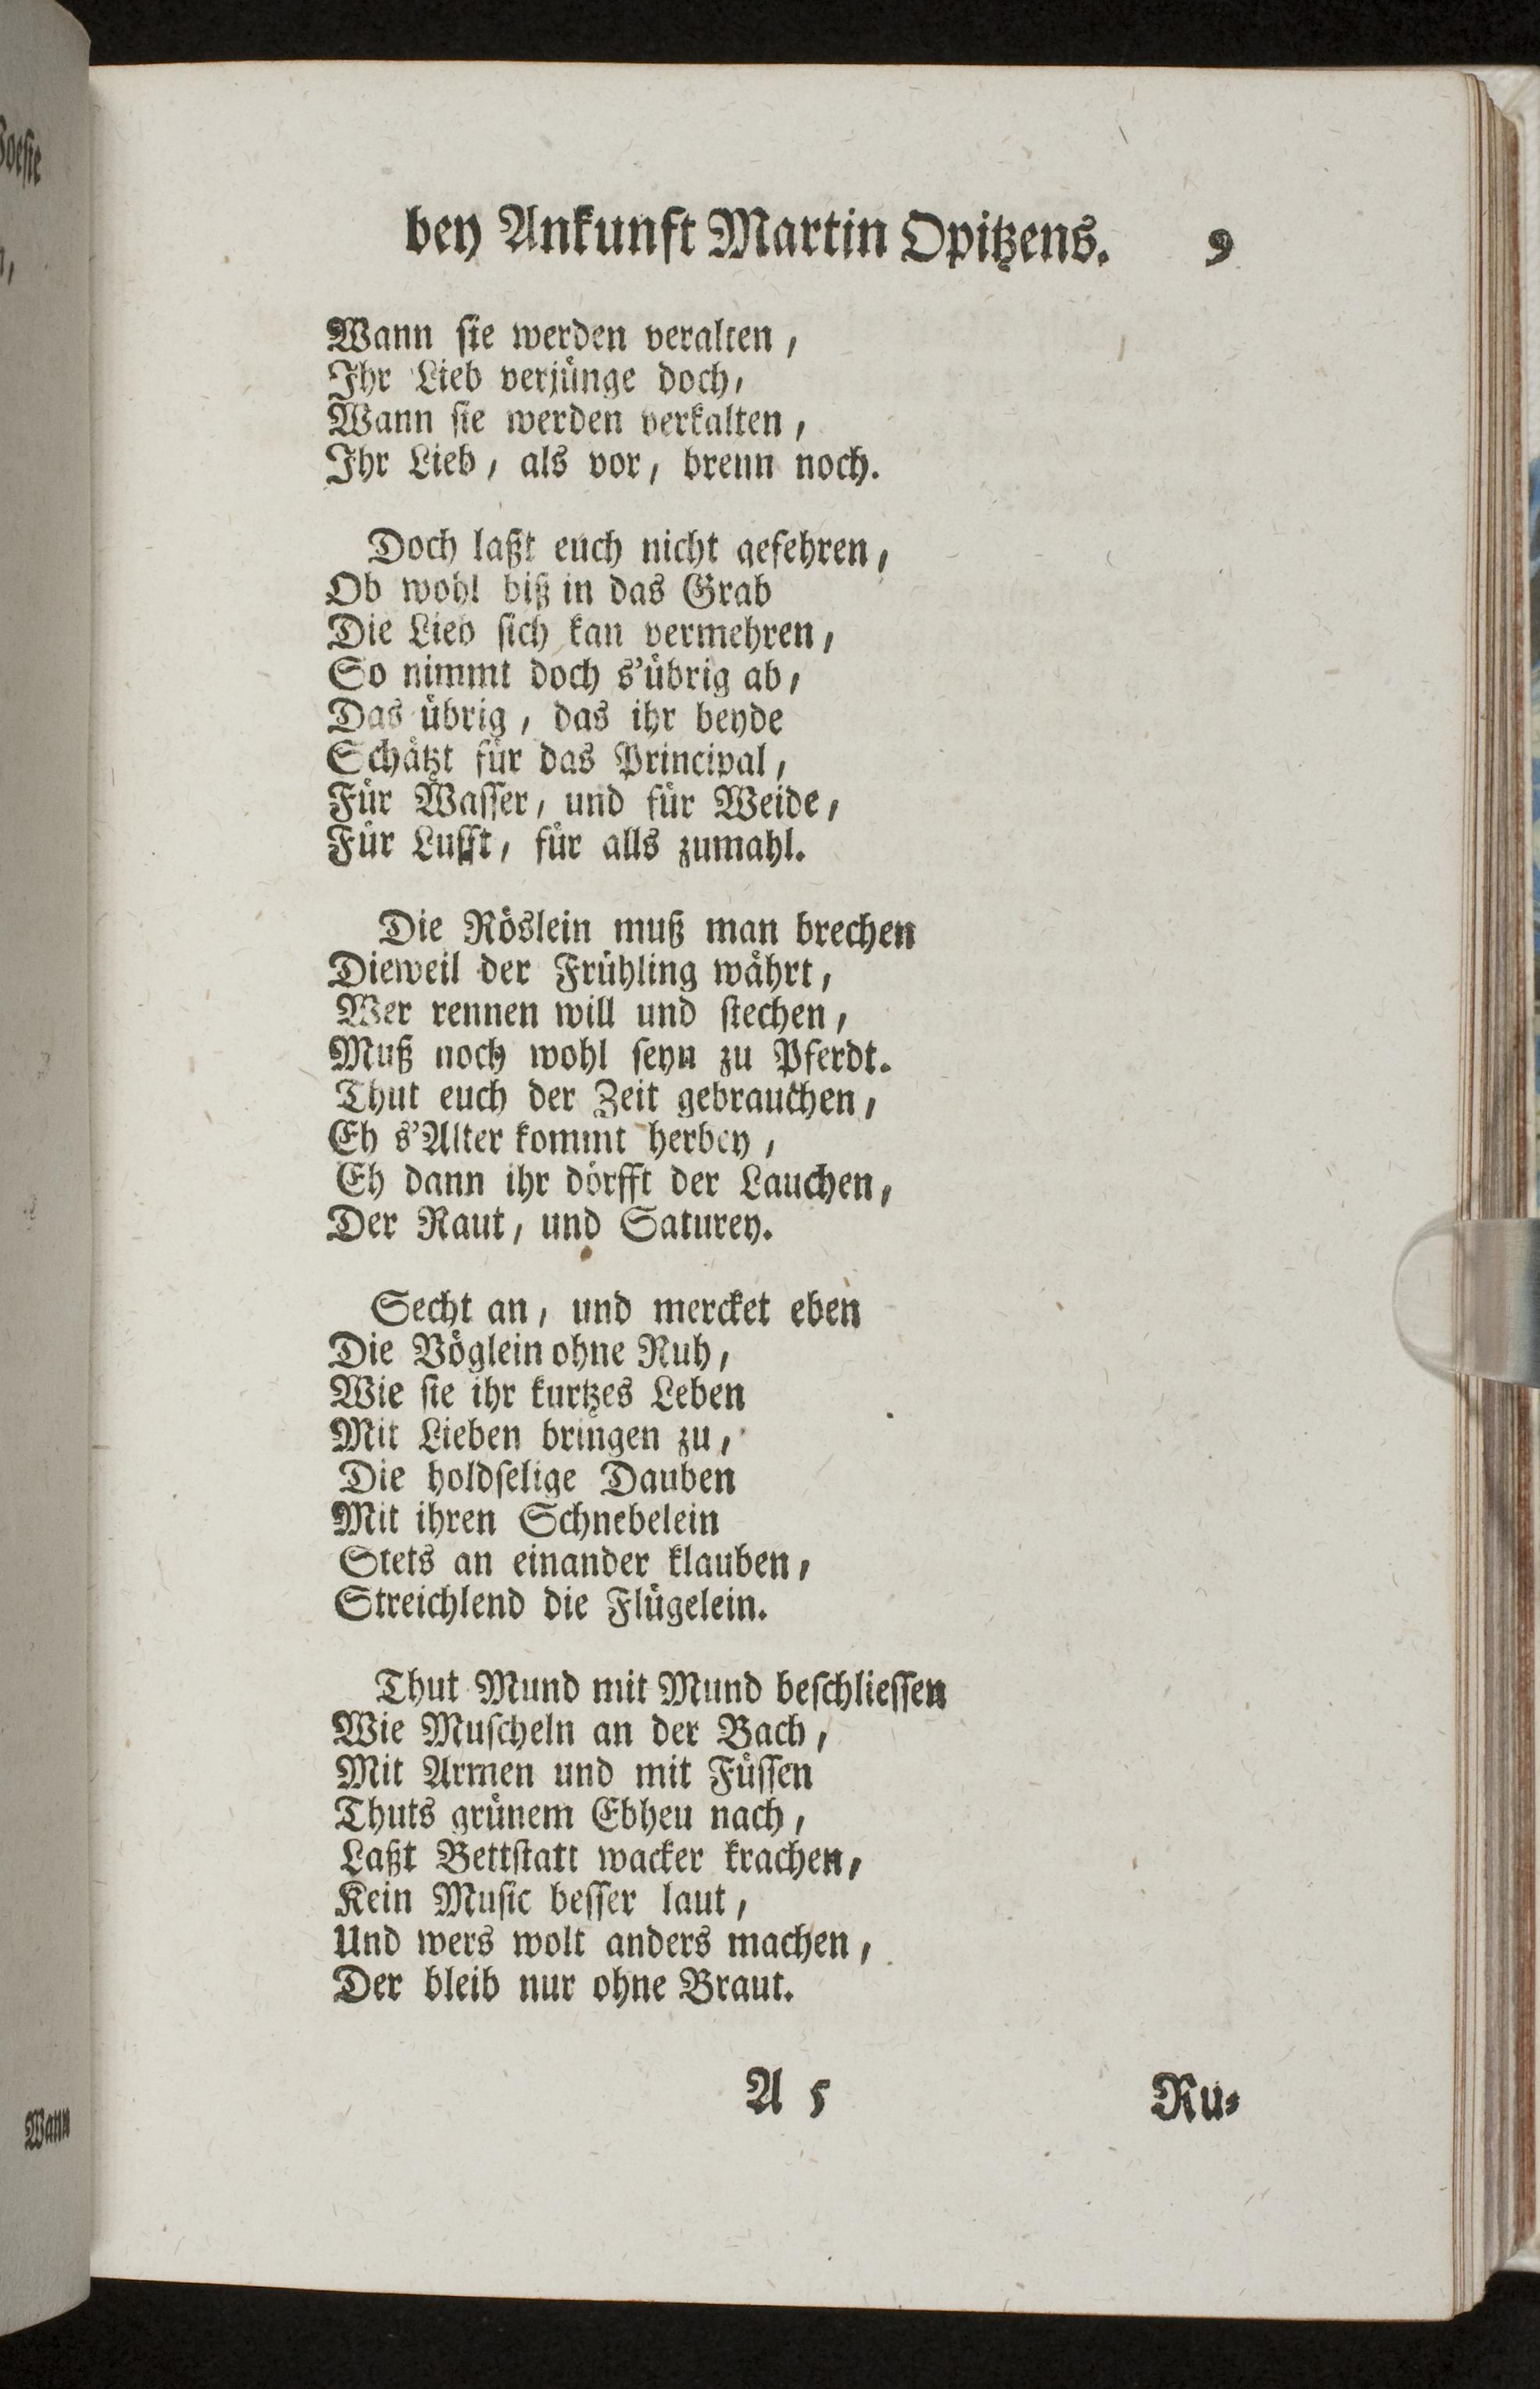 bey Ankunft Martin Opitzens. 9
Wann sie werden veralten,
Ihr Lieb verjünge doch,
Wann sie werden verkalten,
Ihr Lieb, als vor, brenn noch.
Doch laßt euch nicht gefehren,
Ob wohl biß in das Grab
Die Lieb sich kan vermehren,
So nimmt doch s'übrig ab,
Das übrig, das ihr beyde
Schätzt für das Principal,
Für Wasser, und für Weide,
Für Lufft, für alls zumahl.
Die Röslein muß man brechen
Dieweil der Frühling währt,
Wer rennen will und stechen,
Muß noch wohl seyn zu Pferdt.
Thut euch der Zeit gebrauchen,
Eh s'Alter kommt herbey,
Eh dann ihr dörfft der Lauchen,
Der Raut, und Saturey.
Secht an, und mercket eben
Die Vöglein ohne Ruh,
Wie sie ihr kurtzes Leben
Mit Lieben bringen zu,
Die holdselige Dauben
Mit ihren Schnebelein
Stets an einander klauben,
Streichlend die Flügelein.
Thut Mund mit Mund beschliessen
Wie Muscheln an der Bach,
Mit Armen und mit Füssen
Thuts grünem Ebheu nach,
Laßt Bettstatt wacker krachen,
Kein Music besser laut,
Und wers wolt anders machen,
Der bleib nur ohne Braut.
A 5 Ru-
Wann